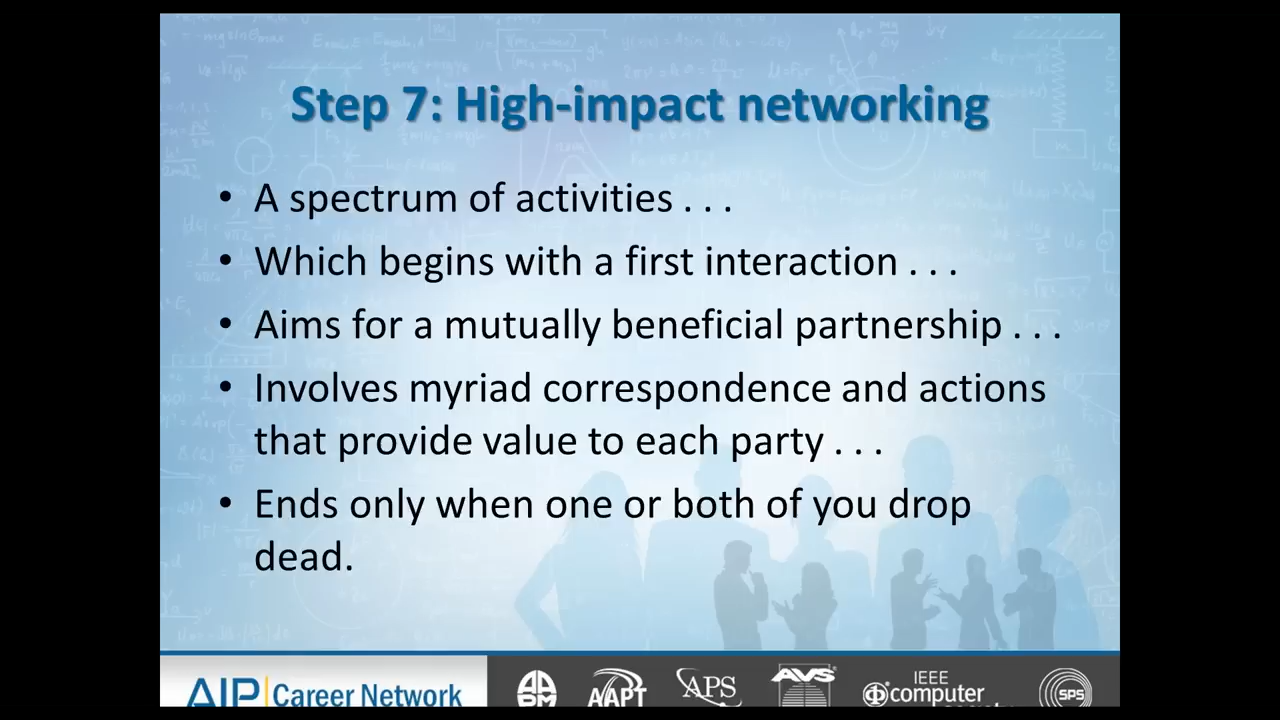 Step 7: High-impact networking
• A spectrum of activities . . .
• Which begins with a first interaction . . .
• Aims for a mutually beneficial partnership . . .
• Involves myriad correspondence and actions
that provide value to each party . . .
• Ends only when one or both of you drop
dead.
AIP | Career Network
AAPM
AAPT
APS
AVS
IEEE
computer
society
SPS